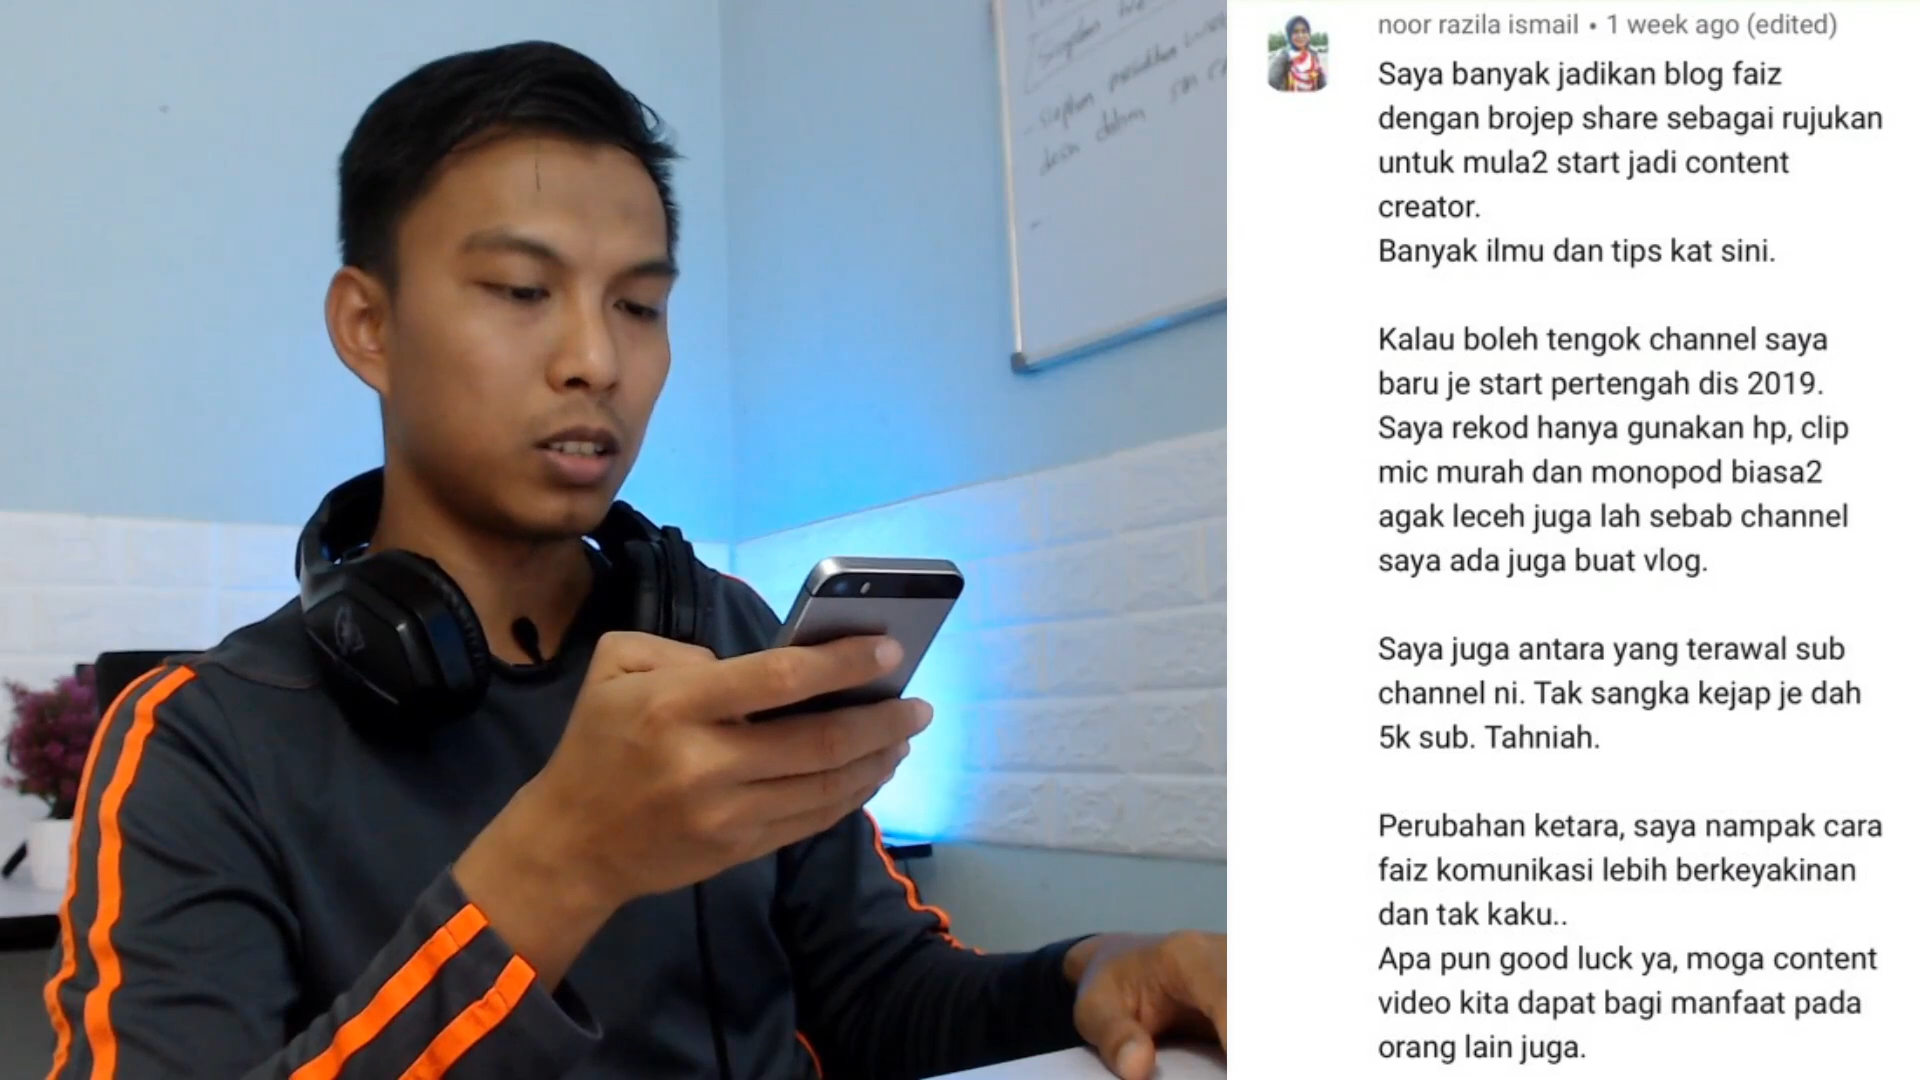 noor razila ismail • 1 week ago (edited)
Saya banyak jadikan blog faiz
dengan brojep share sebagai rujukan
untuk mula2 start jadi content
creator.
Banyak ilmu dan tips kat sini.
Kalau boleh tengok channel saya
baru je start pertengah dis 2019.
Saya rekod hanya gunakan hp, clip
mic murah dan monopod biasa2
agak leceh juga lah sebab channel
saya ada juga buat vlog.
Saya juga antara yang terawal sub
channel ni. Tak sangka kejap je dah
5k sub. Tahniah.
Perubahan ketara, saya nampak cara
faiz komunikasi lebih berkeyakinan
dan tak kaku..
Apa pun good luck ya, moga content
video kita dapat bagi manfaat pada
orang lain juga.